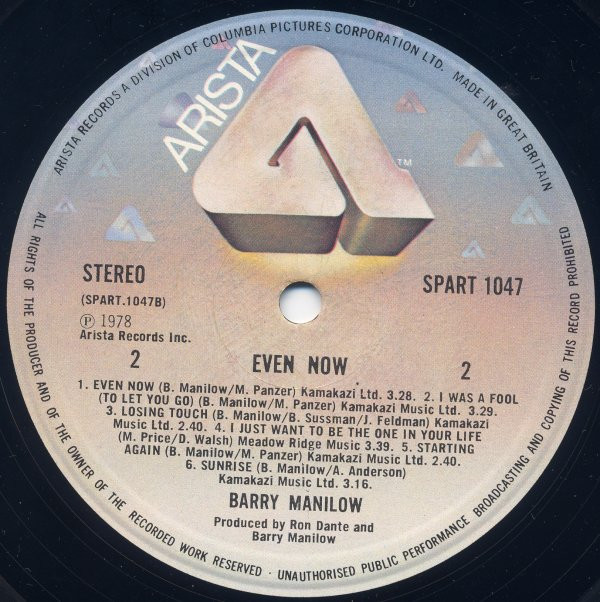 ARISTA RECORDS A DIVISION OF COLUMBIA PICTURES CORPORATION LTD. MADE IN GREAT BRITAIN
ARISTA
TM
STEREO
SPART 1047
(SPART.1047B)
℗ 1978
Arista Records Inc.
2
EVEN NOW
2
1. EVEN NOW (B. Manilow/M. Panzer) Kamakazi Ltd. 3.28. 2. I WAS A FOOL
(TO LET YOU GO) (B. Manilow/M. Panzer) Kamakazi Music Ltd. 3.29.
3. LOSING TOUCH (B. Manilow/B. Sussman/J. Feldman) Kamakazi
Music Ltd. 2.40. 4. I JUST WANT TO BE THE ONE IN YOUR LIFE
(M. Price/D. Walsh) Meadow Ridge Music 3.39. 5. STARTING
AGAIN (B. Manilow/M. Panzer) Kamakazi Music Ltd. 2.40.
6. SUNRISE (B. Manilow/A. Anderson)
Kamakazi Music Ltd. 3.16.
BARRY MANILOW
Produced by Ron Dante and
Barry Manilow
ALL RIGHTS OF THE PRODUCER AND OF THE OWNER OF THE RECORDED WORK RESERVED · UNAUTHORISED PUBLIC PERFORMANCE BROADCASTING AND COPYING OF THIS RECORD PROHIBITED